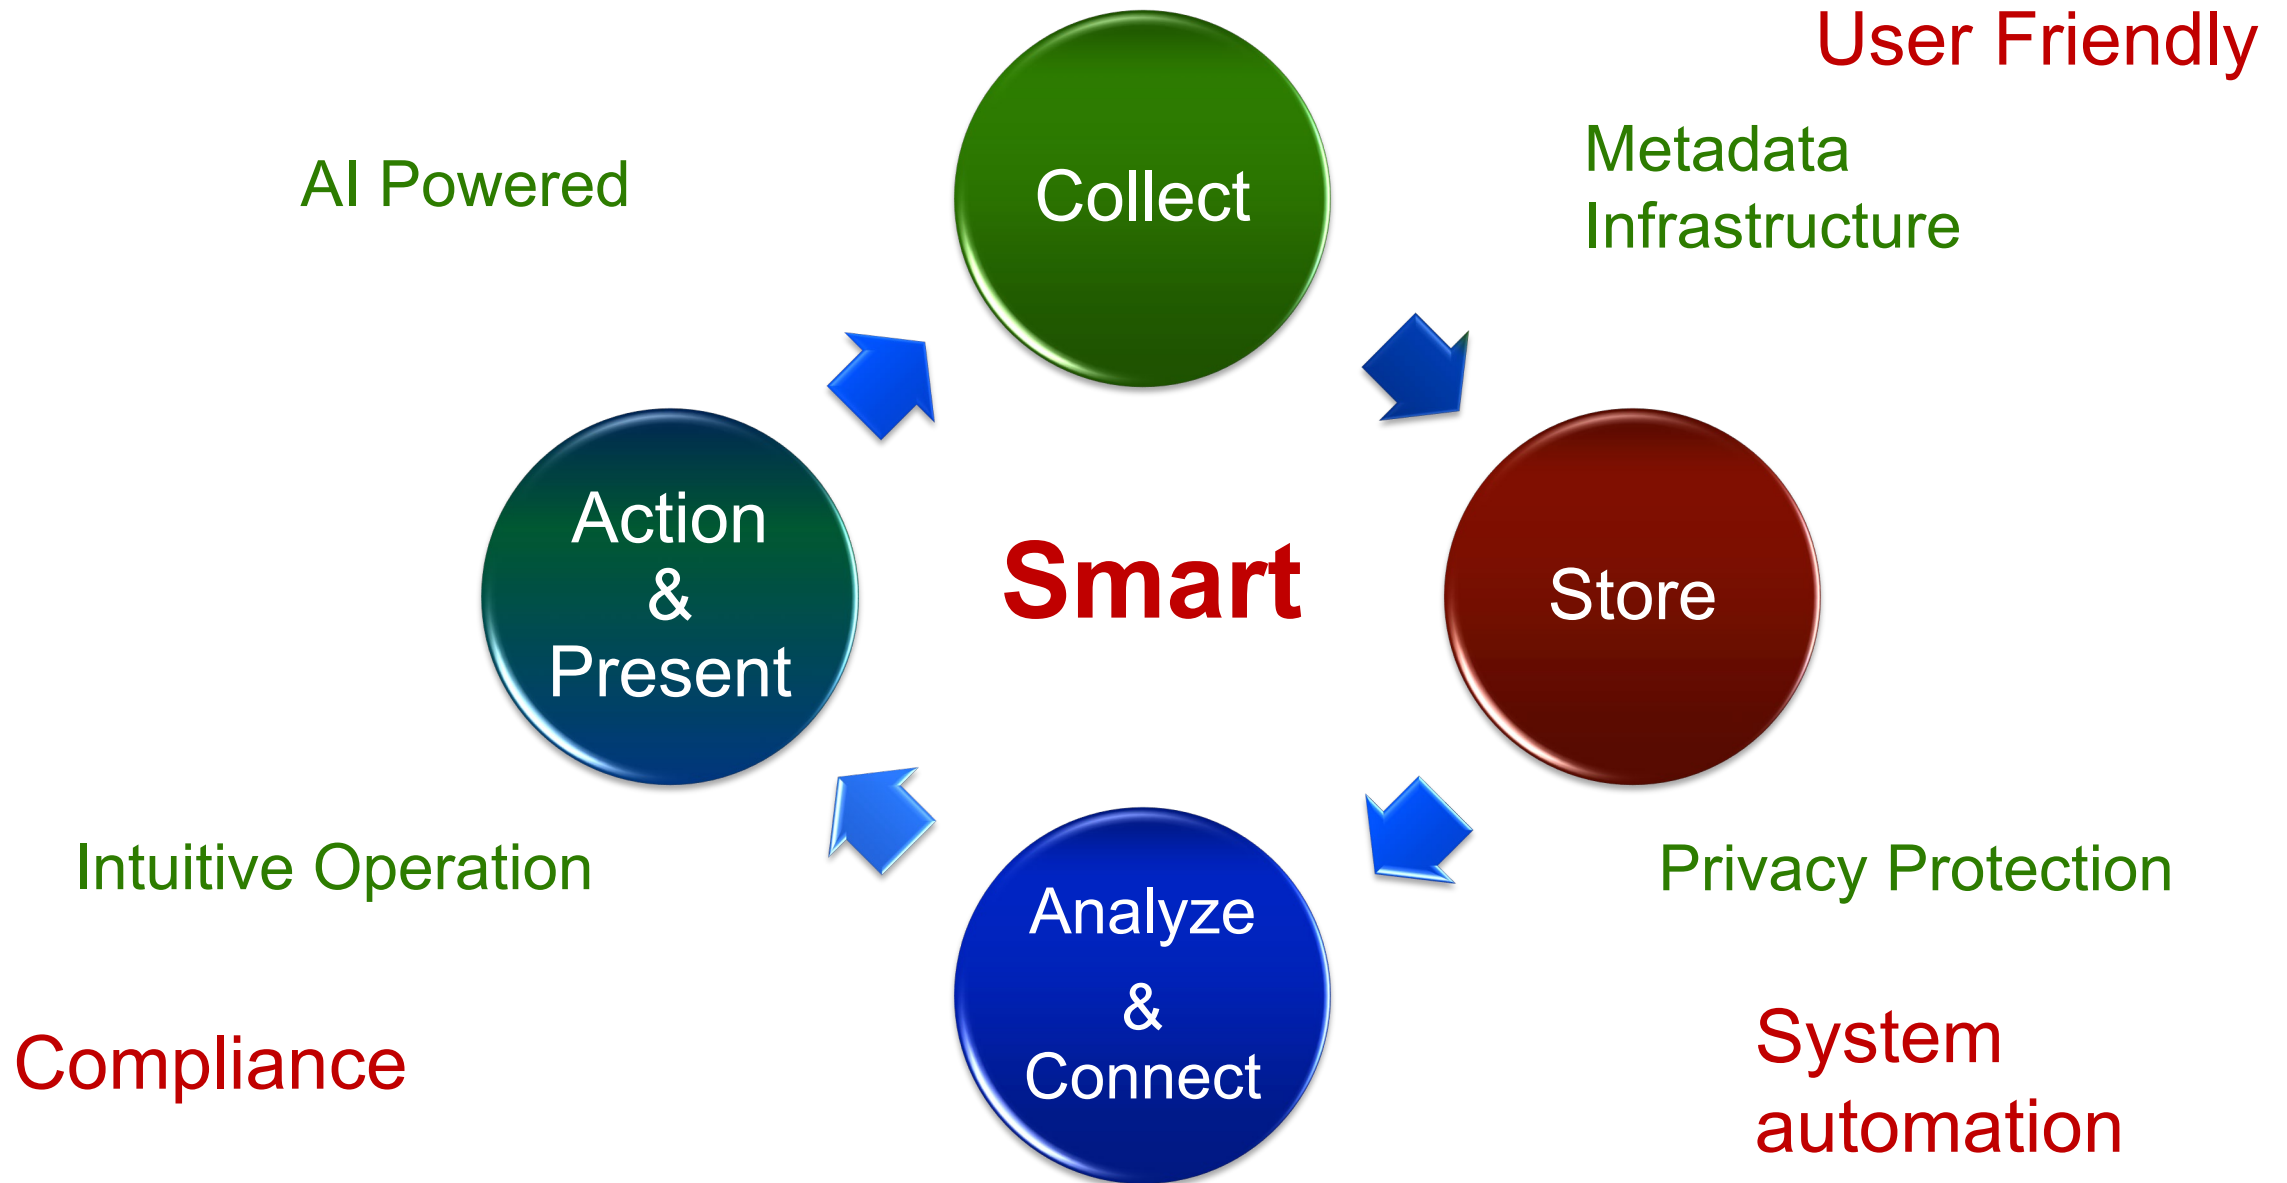 User Friendly
AI Powered
Collect
Metadata
Infrastructure
Action
&
Present
Smart
Store
Intuitive Operation
Analyze
&
Connect
Privacy Protection
Compliance
System
automation